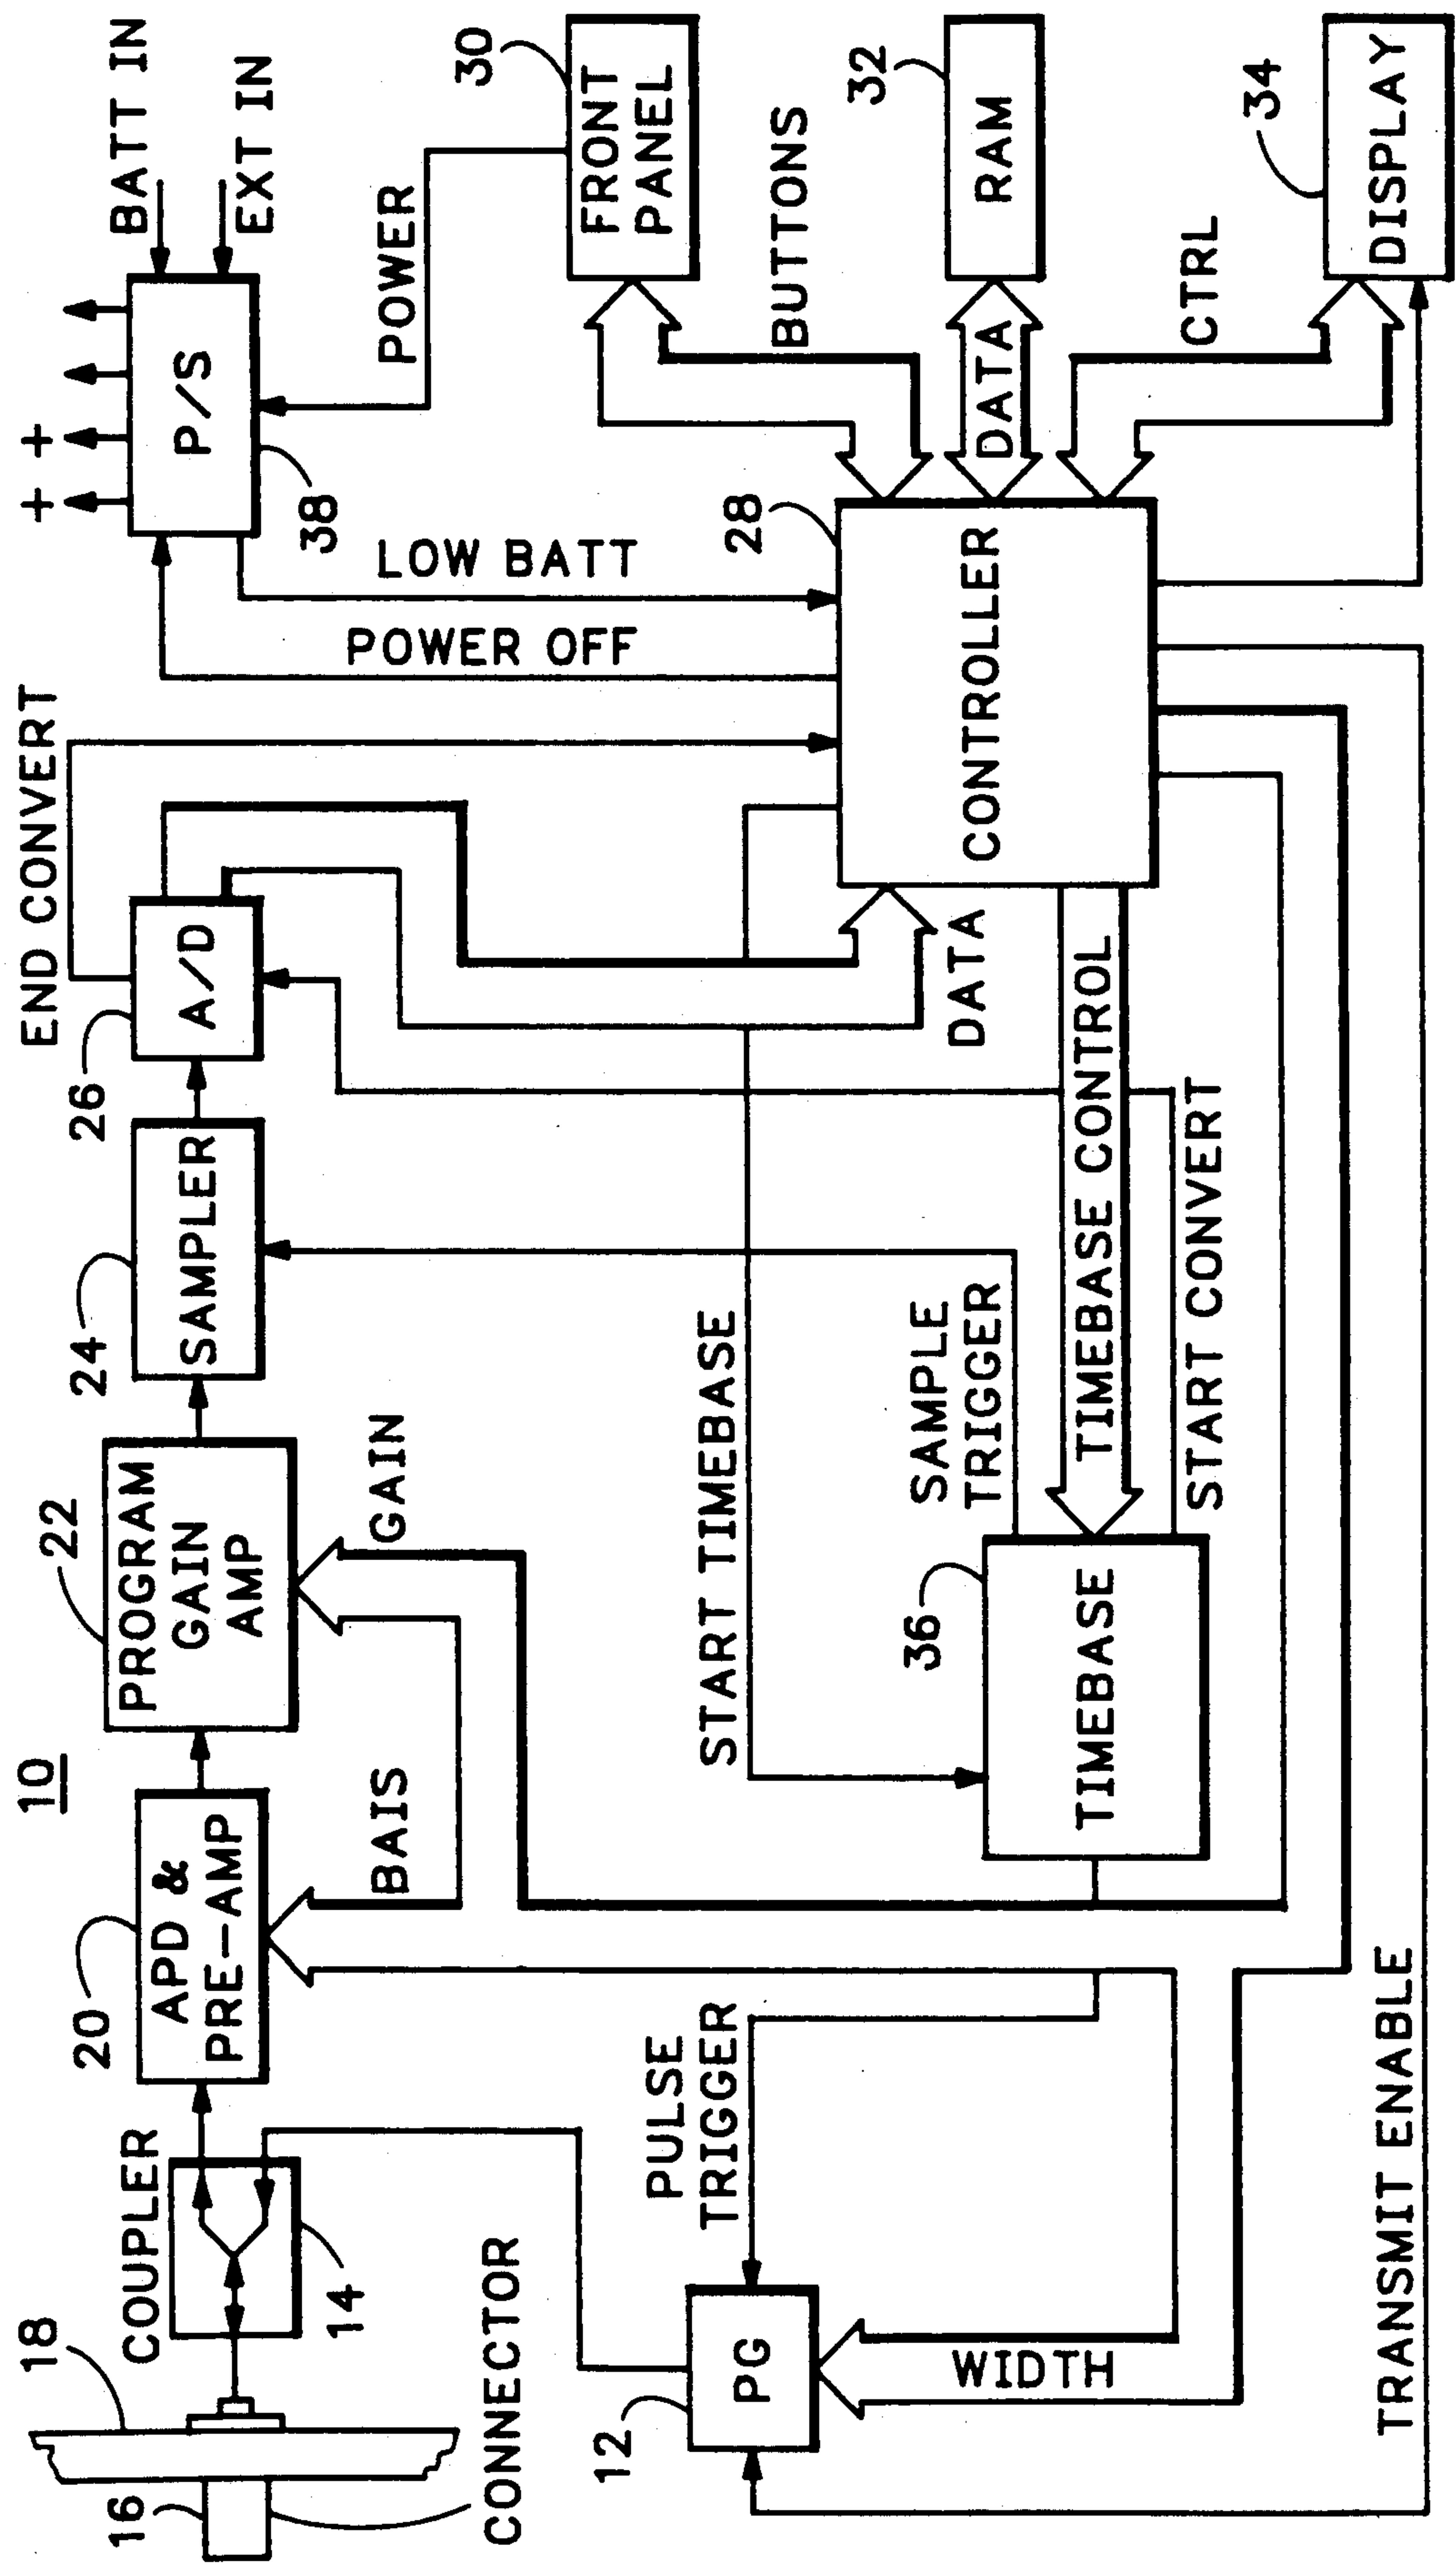 10
18
16
CONNECTOR
COUPLER
14
20
APD &
PRE-AMP
BAIS
22
PROGRAM
GAIN
AMP
GAIN
24
SAMPLER
26
A/D
END CONVERT
+ +
P/S
38
BATT IN
EXT IN
POWER
LOW BATT
POWER OFF
30
FRONT
PANEL
BUTTONS
32
RAM
DATA
34
DISPLAY
CTRL
28
CONTROLLER
DATA
START TIMEBASE
SAMPLE
TRIGGER
TIMEBASE CONTROL
START CONVERT
36
TIMEBASE
PULSE
TRIGGER
12
PG
WIDTH
TRANSMIT ENABLE